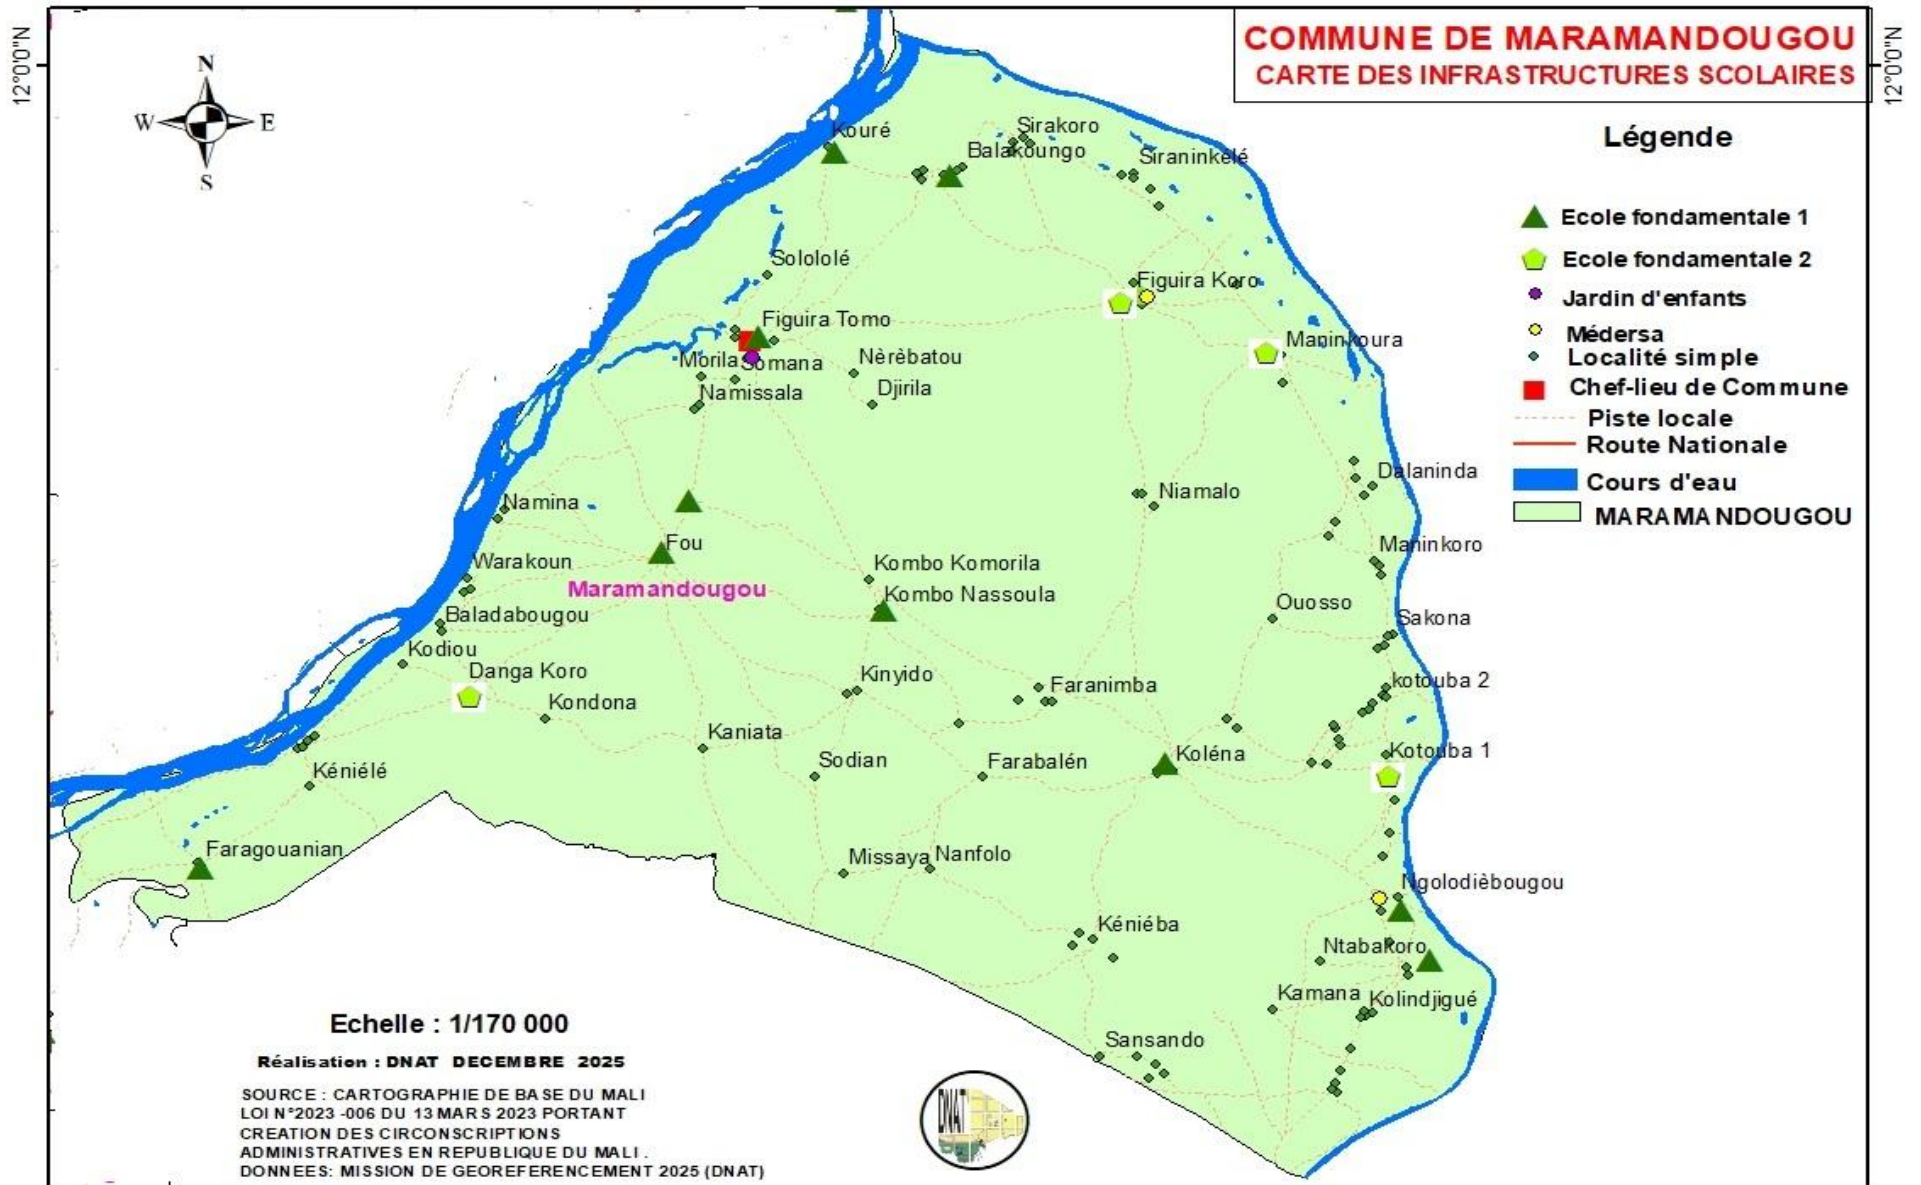 COMMUNE DE MARAMANDOUGOU
CARTE DES INFRASTRUCTURES SCOLAIRES
12°0'0"N
12°0'0"N
N
W
E
S
Légende
Ecole fondamentale 1
Ecole fondamentale 2
Jardin d'enfants
Médersa
Localité simple
Chef-lieu de Commune
Piste locale
Route Nationale
Cours d'eau
MARAMANDOUGOU
Kouré
Sirakoro
Balakoungo
Siraninkélé
Solololé
Figuira Koro
Figuira Tomo
Maninkoura
Morila
Somana
Nèrèbatou
Namissala
Djirila
Dalaninda
Niamalo
Namina
Fou
Maninkoro
Warakoun
Kombo Komorila
Maramandougou
Kombo Nassoula
Ouosso
Baladabougou
Sakona
Kodiou
Danga Koro
Kinyido
Faranimba
kotouba 2
Kondona
Kaniata
Sodian
Farabalén
Koléna
Kotouba 1
Kéniélé
Faragouanian
Missaya
Nanfolo
Ngolodièbougou
Kéniéba
Ntabakoro
Kamana
Kolindjigué
Sansando
Echelle : 1/170 000
Réalisation : DNAT DECEMBRE 2025
SOURCE : CARTOGRAPHIE DE BASE DU MALI
LOI N°2023 -006 DU 13 MARS 2023 PORTANT
CREATION DES CIRCONSCRIPTIONS
ADMINISTRATIVES EN REPUBLIQUE DU MALI .
DONNEES: MISSION DE GEOREFERENCEMENT 2025 (DNAT)
DNAT